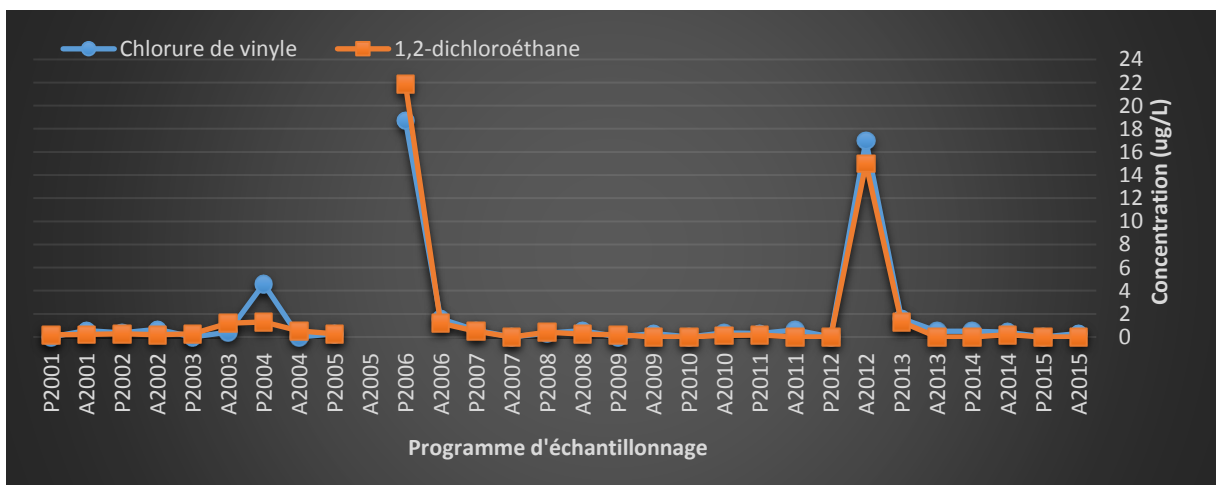 Chlorure de vinyle
1,2-dichloroéthane
24
22
20
18
16
14
12
10
8
6
4
2
0
Concentration (ug/L)
P2001
A2001
P2002
A2002
P2003
A2003
P2004
A2004
P2005
A2005
P2006
A2006
P2007
A2007
P2008
A2008
P2009
A2009
P2010
A2010
P2011
A2011
P2012
A2012
P2013
A2013
P2014
A2014
P2015
A2015
Programme d'échantillonnage